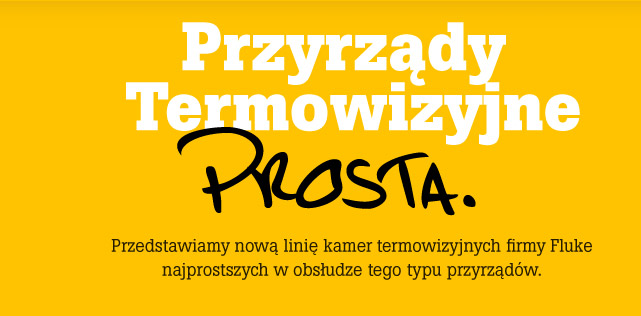 Przyrządy
Termowizyjne
PROSTA.
Przedstawiamy nową linię kamer termowizyjnych firmy Fluke
najprostszych w obsłudze tego typu przyrządów.